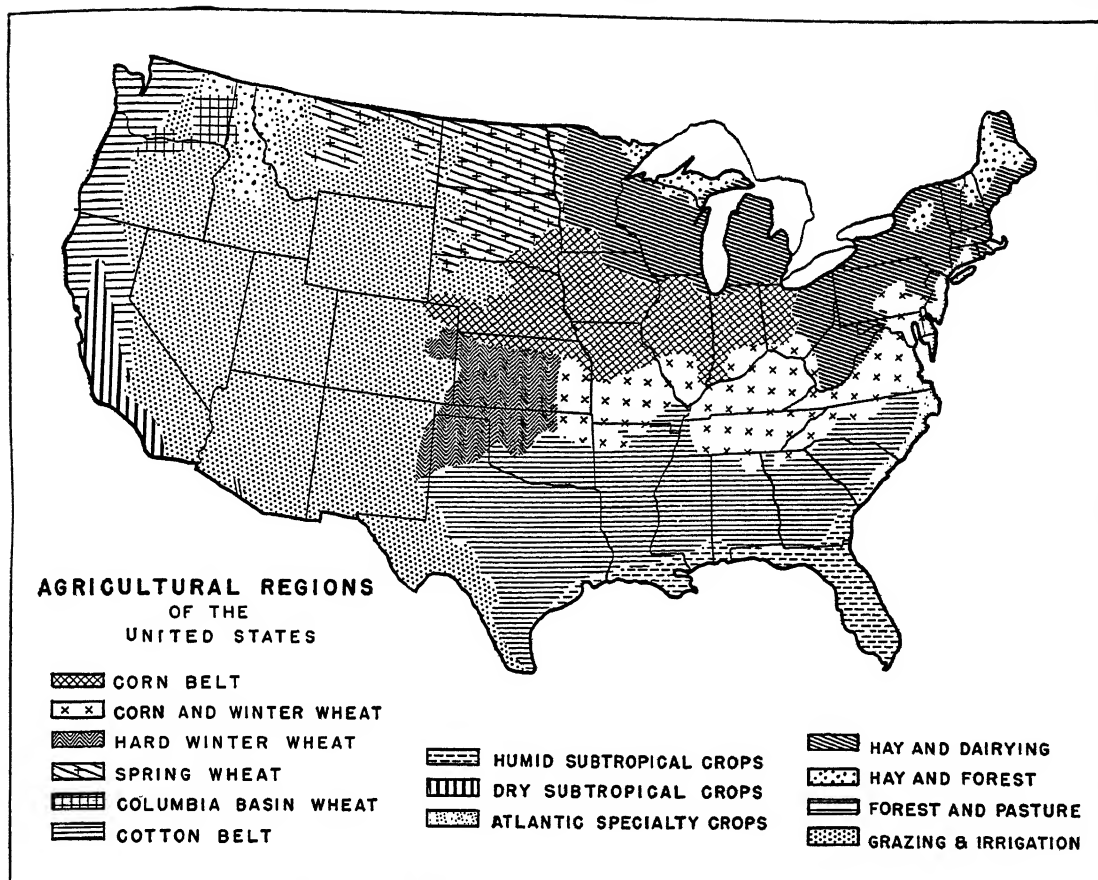 AGRICULTURAL REGIONS
OF THE
UNITED STATES
CORN BELT
CORN AND WINTER WHEAT
HARD WINTER WHEAT
SPRING WHEAT
COLUMBIA BASIN WHEAT
COTTON BELT
HUMID SUBTROPICAL CROPS
DRY SUBTROPICAL CROPS
ATLANTIC SPECIALTY CROPS
HAY AND DAIRYING
HAY AND FOREST
FOREST AND PASTURE
GRAZING & IRRIGATION